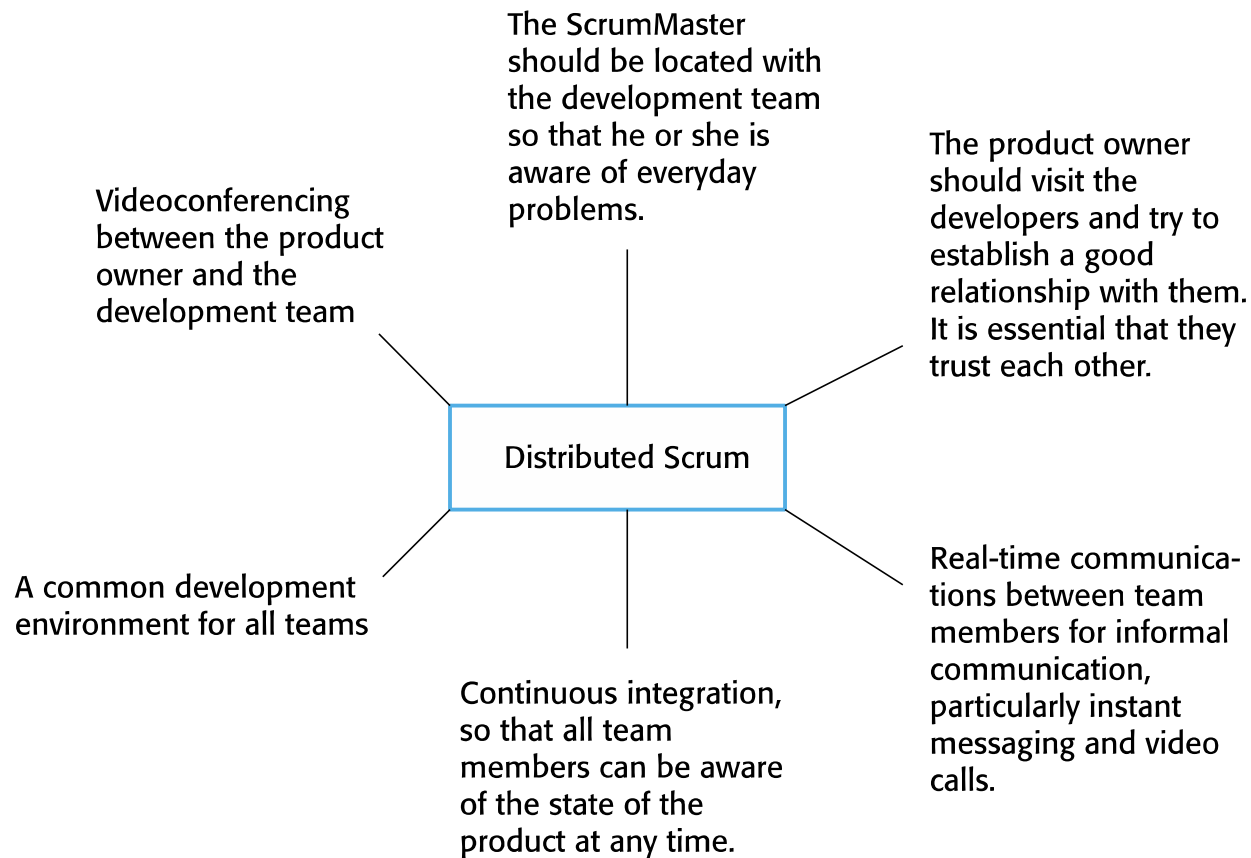 The ScrumMaster
should be located with
the development team
so that he or she is
aware of everyday
problems.
The product owner
should visit the
developers and try to
establish a good
relationship with them.
It is essential that they
trust each other.
Videoconferencing
between the product
owner and the
development team
Distributed Scrum
A common development
environment for all teams
Real-time communica-
tions between team
members for informal
communication,
particularly instant
messaging and video
calls.
Continuous integration,
so that all team
members can be aware
of the state of the
product at any time.